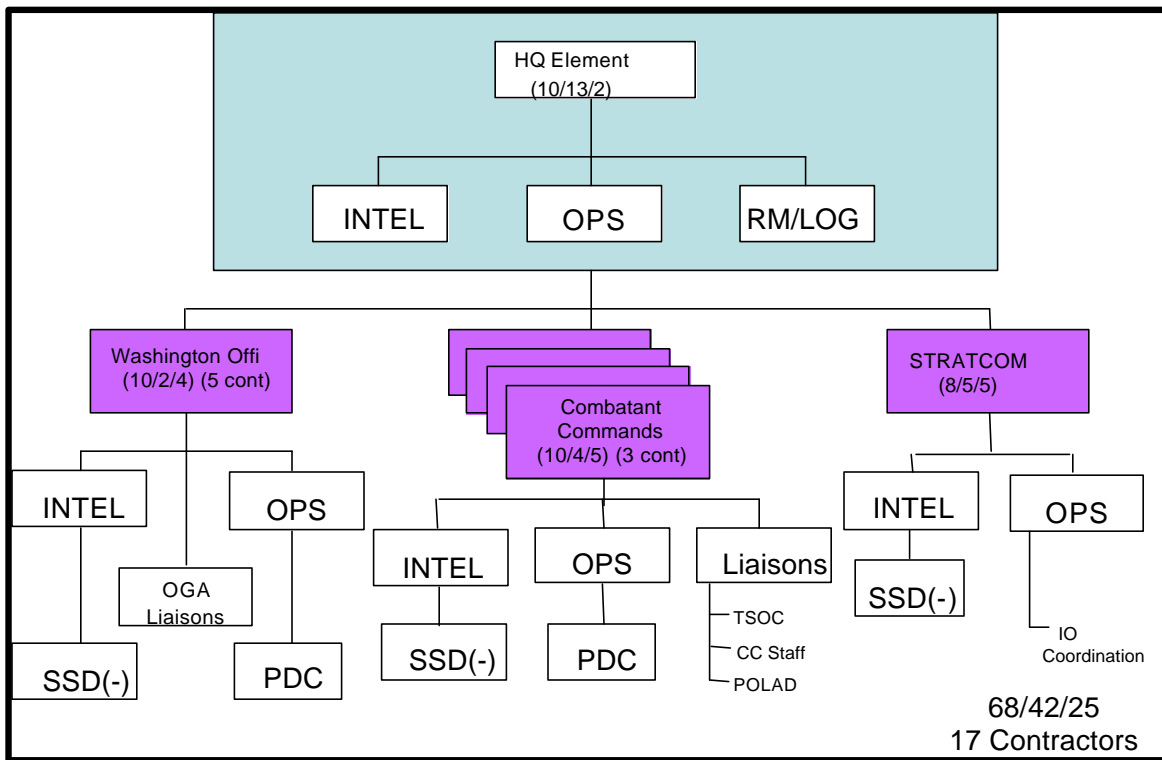 HQ Element
(10/13/2)
INTEL
OPS
RM/LOG
Washington Offi
(10/2/4) (5 cont)
Combatant
Commands
(10/4/5) (3 cont)
STRATCOM
(8/5/5)
INTEL
OPS
OGA
Liaisons
SSD(-)
PDC
INTEL
OPS
Liaisons
SSD(-)
PDC
TSOC
CC Staff
POLAD
INTEL
OPS
SSD(-)
IO
Coordination
68/42/25
17 Contractors